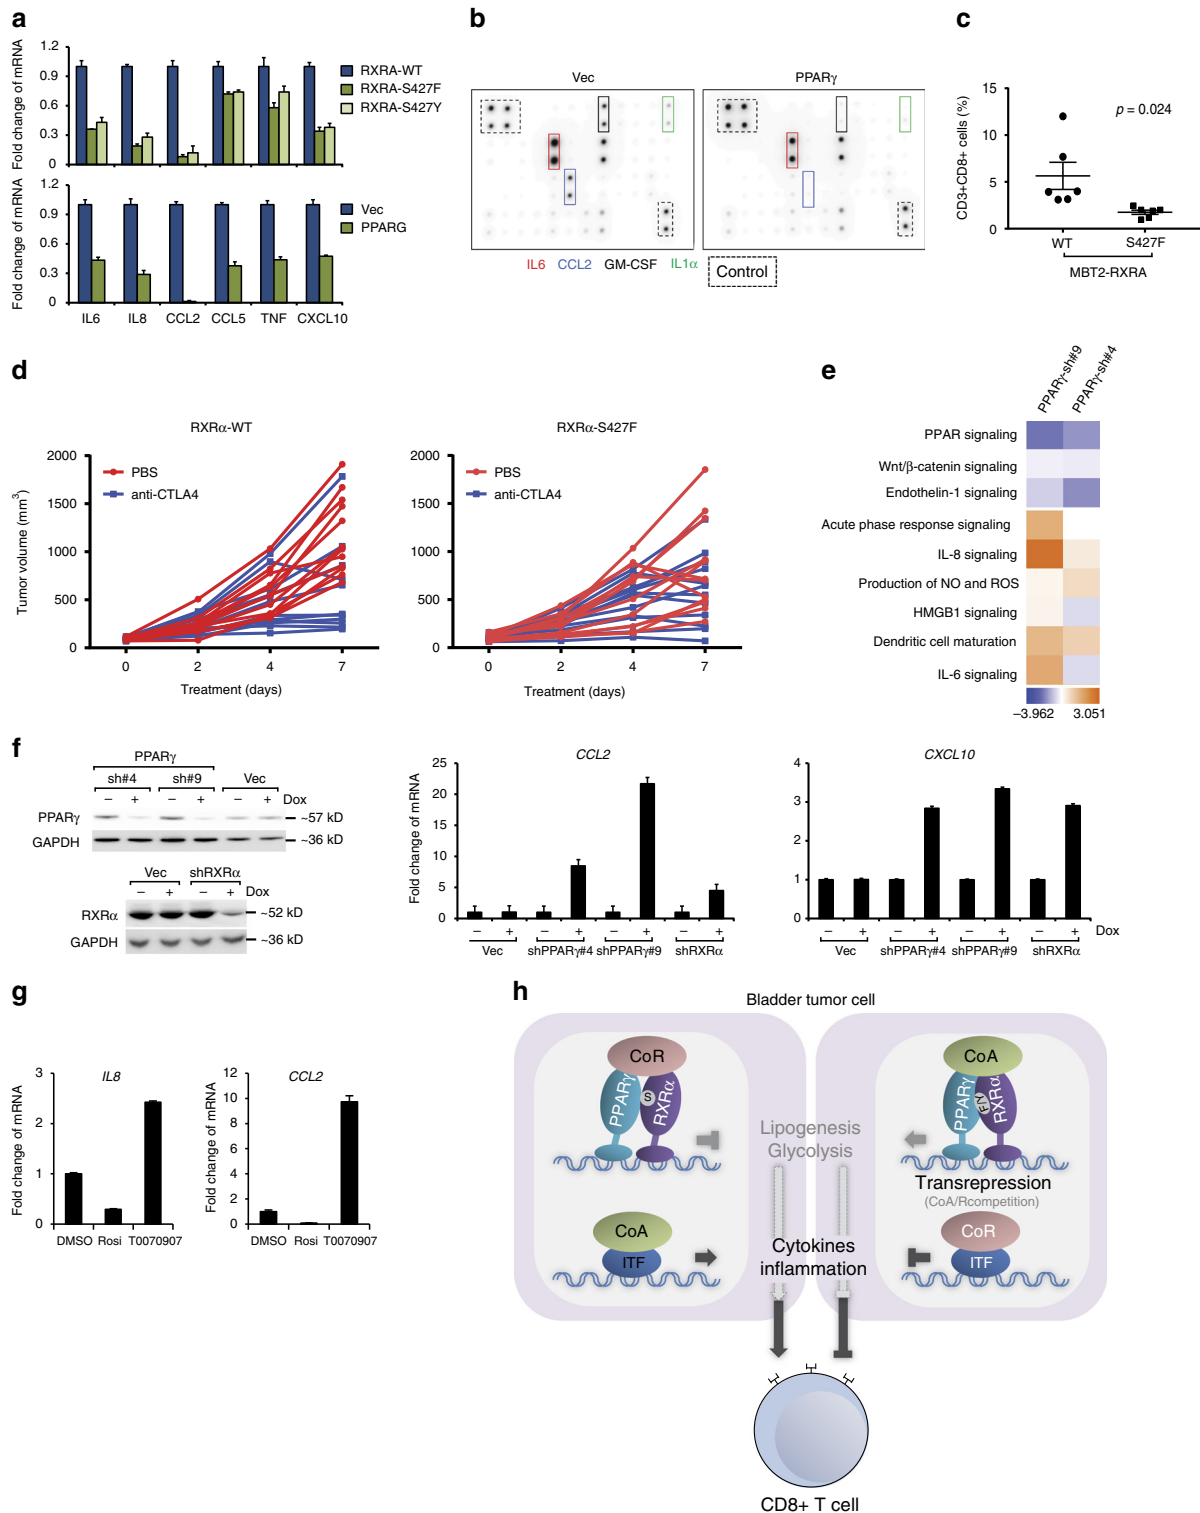 a
Fold change of mRNA
1.2
0.9
0.6
0.3
0
RXRA-WT
RXRA-S427F
RXRA-S427Y
Fold change of mRNA
1.2
0.9
0.6
0.3
0
Vec
PPARG
IL6 IL8 CCL2 CCL5 TNF CXCL10
b
Vec PPARγ
IL6 CCL2 GM-CSF IL1α Control
c
CD3+CD8+ cells (%)
15
10
5
0
p = 0.024
WT S427F
MBT2-RXRA
d
RXRα-WT
Tumor volume (mm3)
2000
1500
1000
500
0
PBS
anti-CTLA4
0 2 4 7
Treatment (days)
RXRα-S427F
2000
1500
1000
500
0
PBS
anti-CTLA4
0 2 4 7
Treatment (days)
e
PPARγ-sh#9
PPARγ-sh#4
PPAR signaling
Wnt/β-catenin signaling
Endothelin-1 signaling
Acute phase response signaling
IL-8 signaling
Production of NO and ROS
HMGB1 signaling
Dendritic cell maturation
IL-6 signaling
−3.962 3.051
f
PPARγ
sh#4 sh#9 Vec
− + − + − + Dox
PPARγ ~57 kD
GAPDH ~36 kD
Vec shRXRα
− + − + Dox
RXRα ~52 kD
GAPDH ~36 kD
CCL2
Fold change of mRNA
25
20
15
10
5
0
− + − + − + − +
Vec shPPARγ#4 shPPARγ#9 shRXRα
CXCL10
4
3
2
1
0
− + − + − + − + Dox
Vec shPPARγ#4 shPPARγ#9 shRXRα
g
IL8
Fold change of mRNA
3
2
1
0
DMSO Rosi T0070907
CCL2
Fold change of mRNA
12
10
8
6
4
2
0
DMSO Rosi T0070907
h
Bladder tumor cell
CoR
PPARγ
S
RXRα
CoA
PPARγ
F/Y
RXRα
Lipogenesis
Glycolysis
Transrepression
(CoA/Rcompetition)
CoA
ITF
Cytokines
inflammation
CoR
ITF
CD8+ T cell